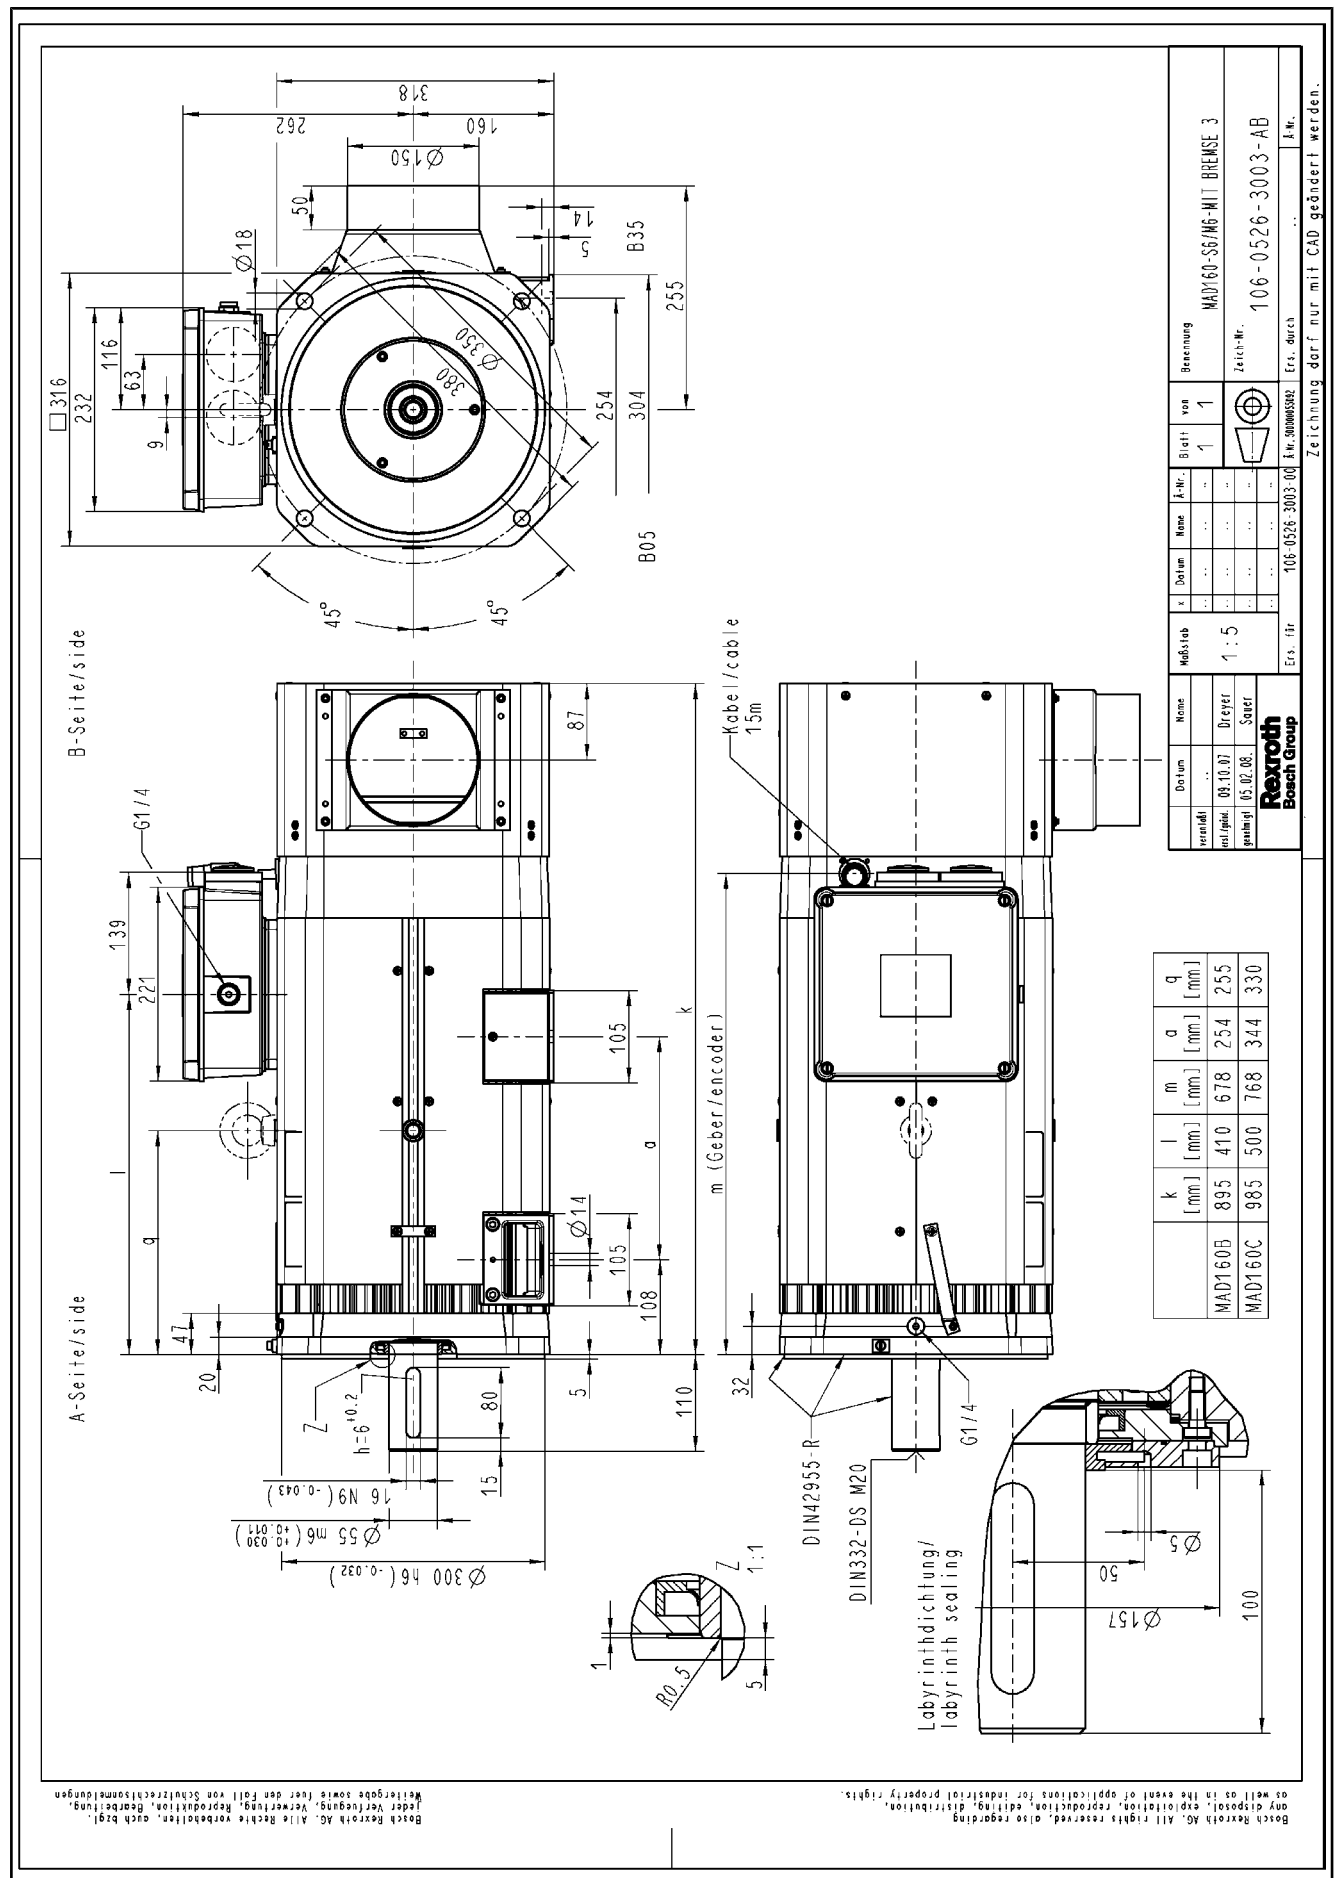 A-Seite/side
B-Seite/side
l
139
q
221
G1/4
47
20
Z
h=6 +0.2
80
15
16 N9 (-0.043)
Ø55 m6 (+0.030 +0.011)
Ø300 h6 (-0.032)
5
110
108
105
Ø14
a
105
87
k
□316
232
116
63
9
Ø18
50
Ø150
262
160
318
45°
45°
380
Ø350
254
304
255
5
14
B05
B35
1
R0.5
5
Z
1:1
m (Geber/encoder)
Kabel/cable
15m
32
DIN42955-R
G1/4
DIN332-DS M20
Labyrinthdichtung/
labyrinth sealing
50
Ø5
Ø157
100
k l m a q
[mm] [mm] [mm] [mm] [mm]
MAD160B 895 410 678 254 255
MAD160C 985 500 768 344 330
Datum Name
veranlaßt ..
erst./geänd. 09.10.07 Dreyer
genehmigt 05.02.08. Sauer
Rexroth
Bosch Group
Maßstab
1:5
x Datum Name Ä-Nr.
.. .. .. ..
.. .. .. ..
.. .. .. ..
.. .. .. ..
Blatt von
1 1
Benennung
MAD160-S6/M6-MIT BREMSE 3
Zeich-Nr.
106-0526-3003-AB
Ers. für 106-0526-3003-00
Ä-Nr.
Ers. durch ..
Ä-Nr.
Zeichnung darf nur mit CAD geändert werden.
Bosch Rexroth AG. Alle Rechte vorbehalten, auch bzgl.
jeder Verfuegung, Verwertung, Reproduktion, Bearbeitung,
Weitergabe sowie fuer den Fall von Schutzrechtsanmeldungen
Bosch Rexroth AG. All rights reserved, also regarding
any disposal, exploitation, reproduction, editing, distribution,
as well as in the event of applications for industrial property rights.